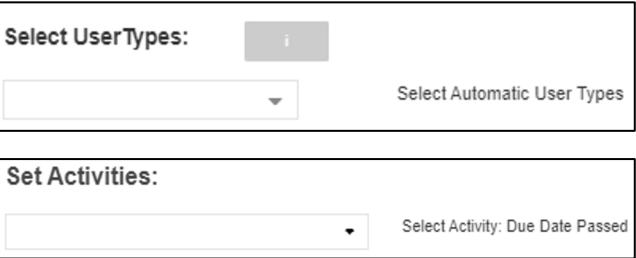 Select UserTypes:
i
Select Automatic User Types
Set Activities:
Select Activity: Due Date Passed